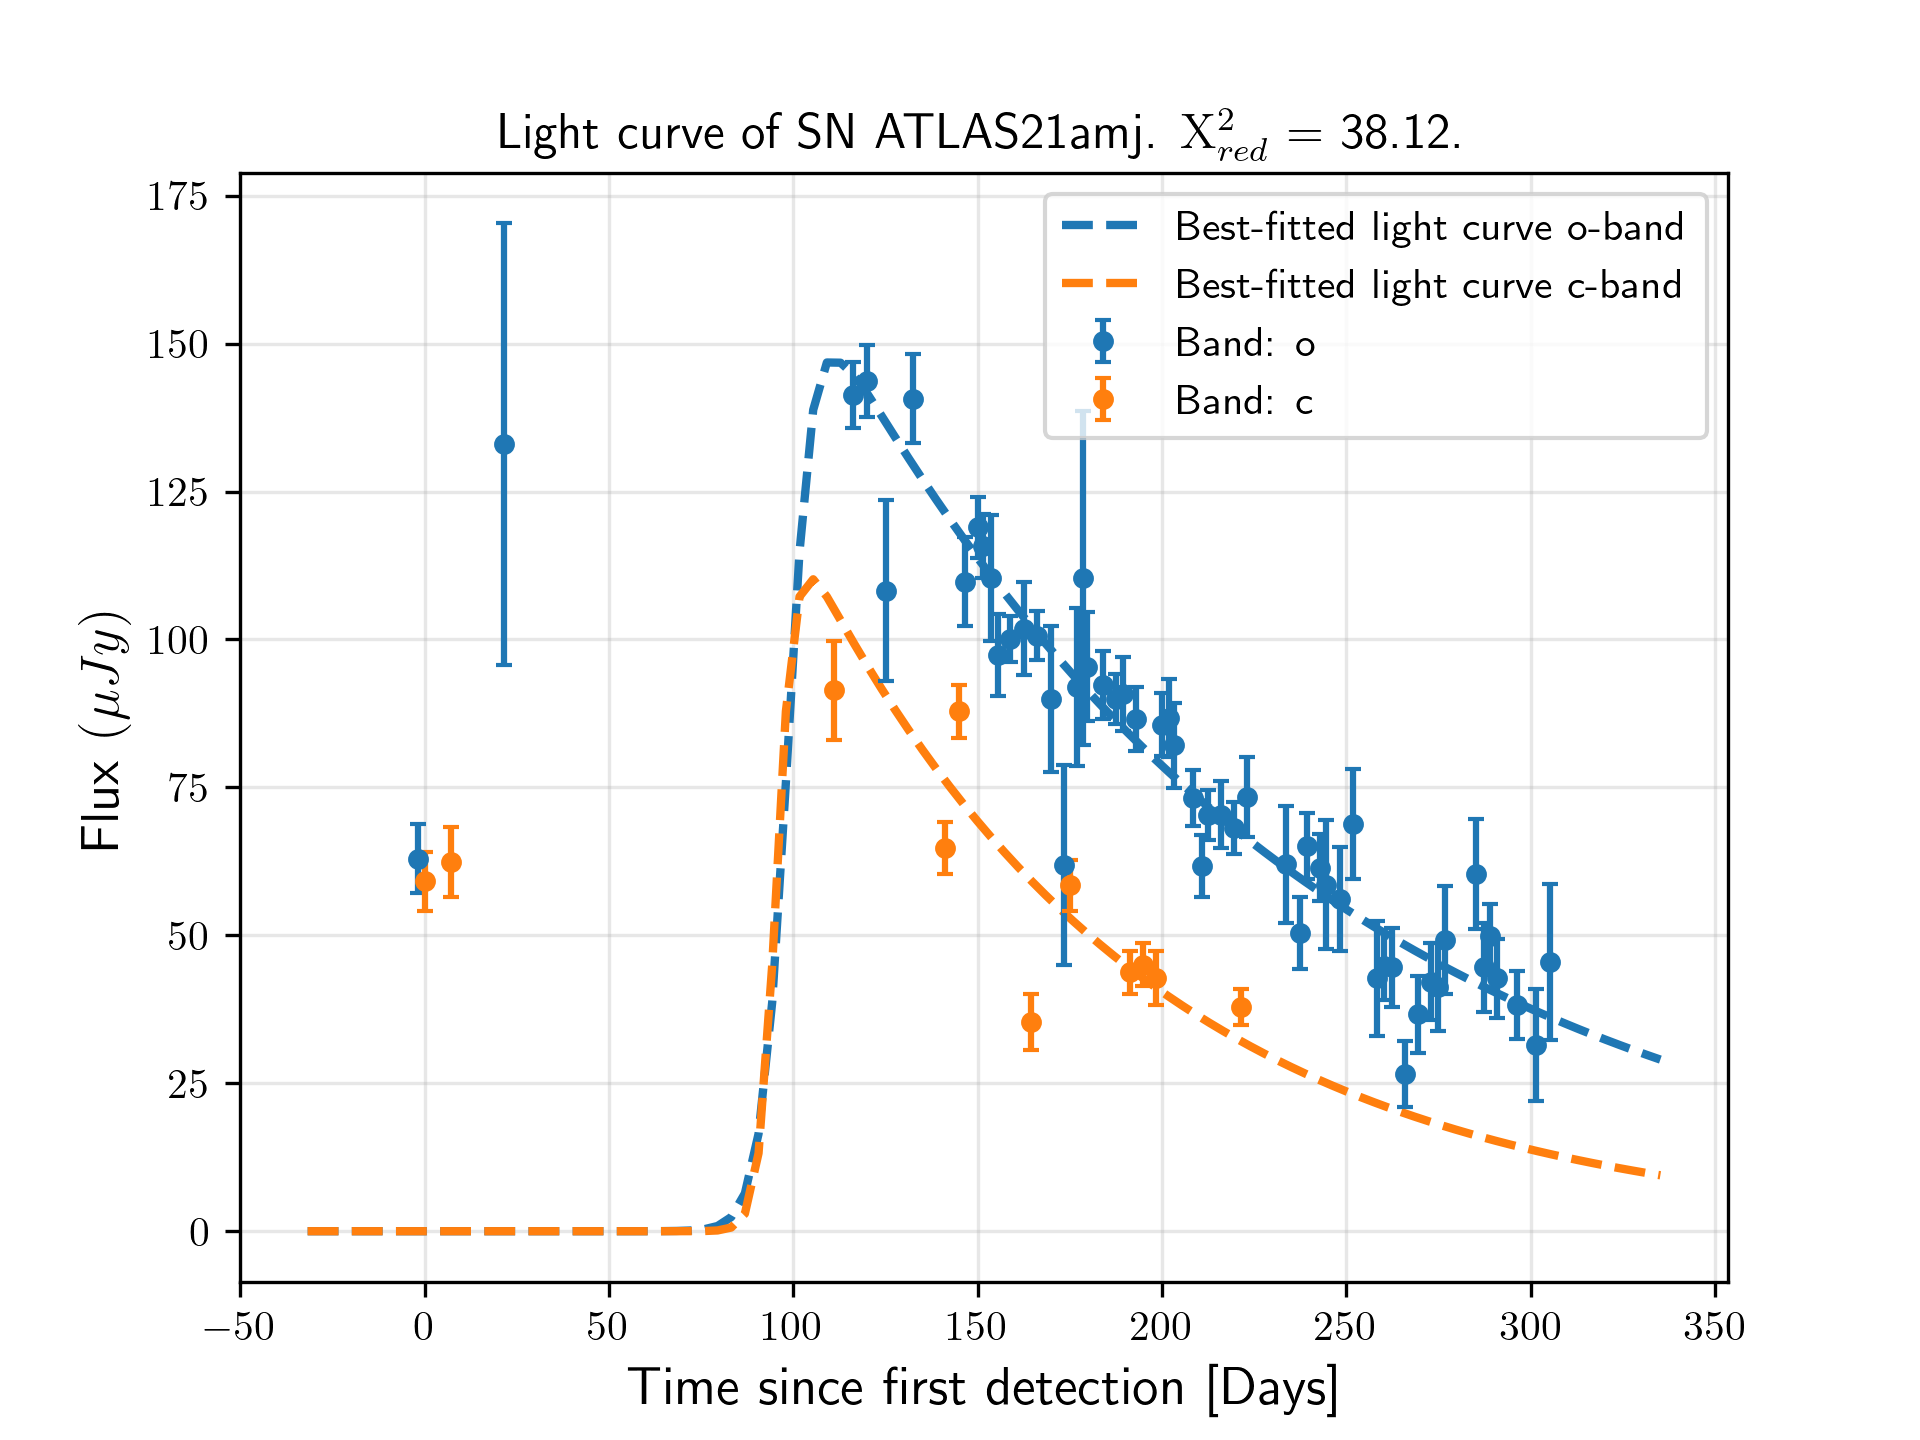 Light curve of SN ATLAS21amj. X²_red = 38.12.
175
150
125
100
75
50
25
0
Flux (μJy)
Best-fitted light curve o-band
Best-fitted light curve c-band
Band: o
Band: c
−50 0 50 100 150 200 250 300 350
Time since first detection [Days]